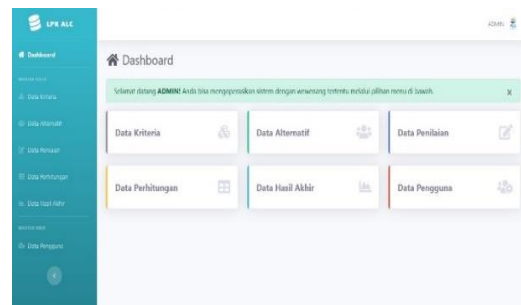 LPK ALC
ADMIN
Dashboard
Dashboard
Selamat datang ADMIN! Anda bisa mengoperasikan sistem dengan wewenang tertentu melalui pilihan menu di bawah.
x
Data Kriteria
Data Kriteria
Data Alternatif
Data Penilaian
Data Alternatif
Data Penilaian
Data Perhitungan
Data Perhitungan
Data Hasil Akhir
Data Pengguna
Data Hasil Akhir
Data Pengguna